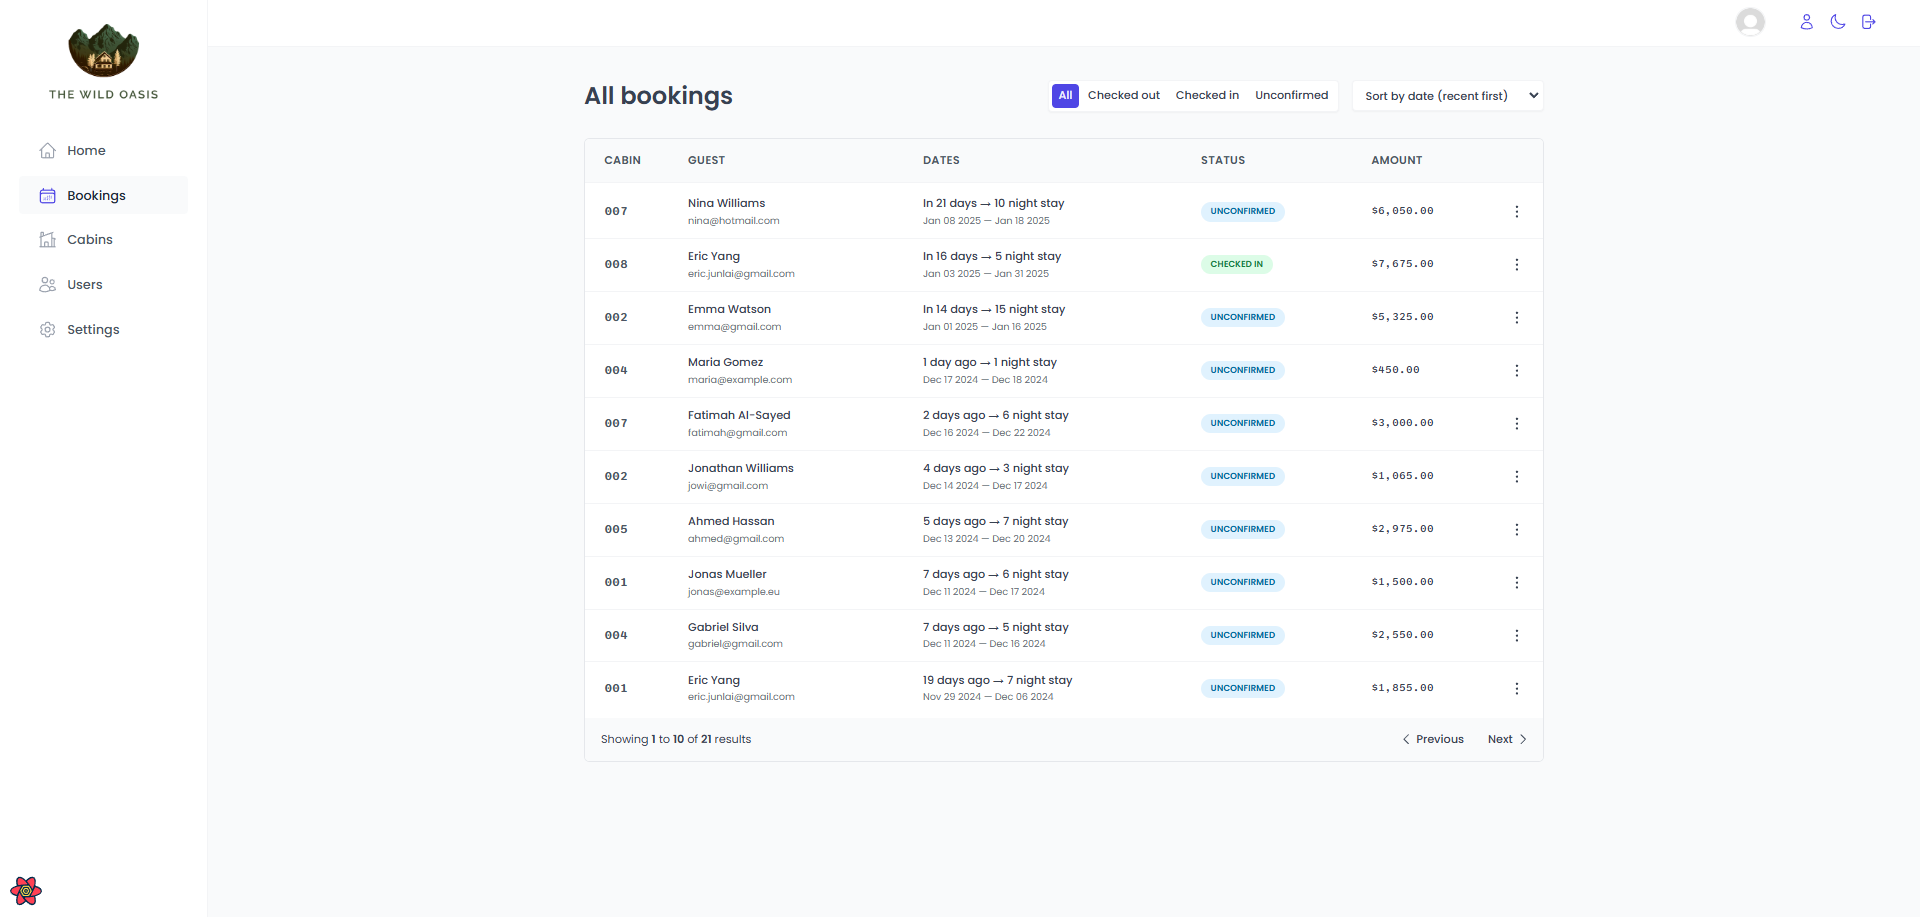 THE WILD OASIS
Home
Bookings
Cabins
Users
Settings
All bookings
All Checked out Checked in Unconfirmed
Sort by date (recent first)
CABIN GUEST DATES STATUS AMOUNT
007 Nina Williams In 21 days → 10 night stay UNCONFIRMED $6,050.00
nina@hotmail.com Jan 08 2025 — Jan 18 2025
008 Eric Yang In 16 days → 5 night stay CHECKED IN $7,675.00
eric.junlai@gmail.com Jan 03 2025 — Jan 31 2025
002 Emma Watson In 14 days → 15 night stay UNCONFIRMED $5,325.00
emma@gmail.com Jan 01 2025 — Jan 16 2025
004 Maria Gomez 1 day ago → 1 night stay UNCONFIRMED $450.00
maria@example.com Dec 17 2024 — Dec 18 2024
007 Fatimah Al-Sayed 2 days ago → 6 night stay UNCONFIRMED $3,000.00
fatimah@gmail.com Dec 16 2024 — Dec 22 2024
002 Jonathan Williams 4 days ago → 3 night stay UNCONFIRMED $1,065.00
jowi@gmail.com Dec 14 2024 — Dec 17 2024
005 Ahmed Hassan 5 days ago → 7 night stay UNCONFIRMED $2,975.00
ahmed@gmail.com Dec 13 2024 — Dec 20 2024
001 Jonas Mueller 7 days ago → 6 night stay UNCONFIRMED $1,500.00
jonas@example.eu Dec 11 2024 — Dec 17 2024
004 Gabriel Silva 7 days ago → 5 night stay UNCONFIRMED $2,550.00
gabriel@gmail.com Dec 11 2024 — Dec 16 2024
001 Eric Yang 19 days ago → 7 night stay UNCONFIRMED $1,855.00
eric.junlai@gmail.com Nov 29 2024 — Dec 06 2024
Showing 1 to 10 of 21 results Previous Next